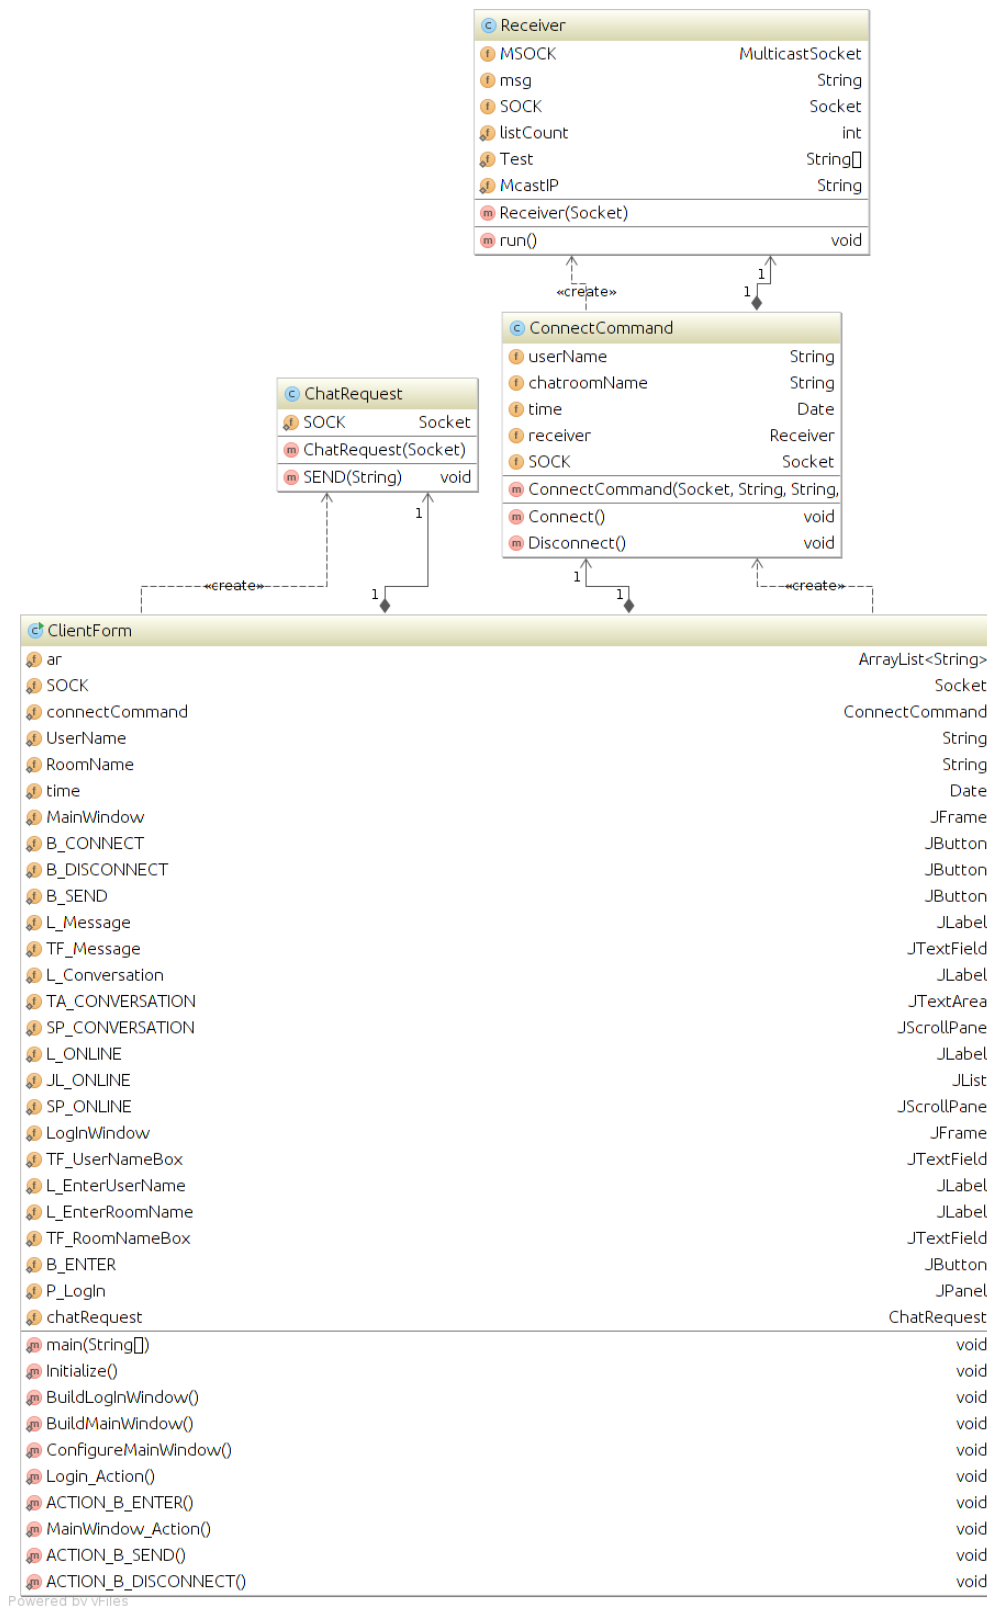 Receiver
MSOCK MulticastSocket
msg String
SOCK Socket
listCount int
Test String[]
McastIP String
Receiver(Socket)
run() void
«create»
1
1
ConnectCommand
userName String
chatroomName String
time Date
receiver Receiver
SOCK Socket
ConnectCommand(Socket, String, String,
Connect() void
Disconnect() void
ChatRequest
SOCK Socket
ChatRequest(Socket)
SEND(String) void
«create»
1
1
1
1
«create»
ClientForm
ar ArrayList<String>
SOCK Socket
connectCommand ConnectCommand
UserName String
RoomName String
time Date
MainWindow JFrame
B_CONNECT JButton
B_DISCONNECT JButton
B_SEND JButton
L_Message JLabel
TF_Message JTextField
L_Conversation JLabel
TA_CONVERSATION JTextArea
SP_CONVERSATION JScrollPane
L_ONLINE JLabel
JL_ONLINE JList
SP_ONLINE JScrollPane
LogInWindow JFrame
TF_UserNameBox JTextField
L_EnterUserName JLabel
L_EnterRoomName JLabel
TF_RoomNameBox JTextField
B_ENTER JButton
P_LogIn JPanel
chatRequest ChatRequest
main(String[]) void
Initialize() void
BuildLogInWindow() void
BuildMainWindow() void
ConfigureMainWindow() void
Login_Action() void
ACTION_B_ENTER() void
MainWindow_Action() void
ACTION_B_SEND() void
ACTION_B_DISCONNECT() void
Powered by yFiles